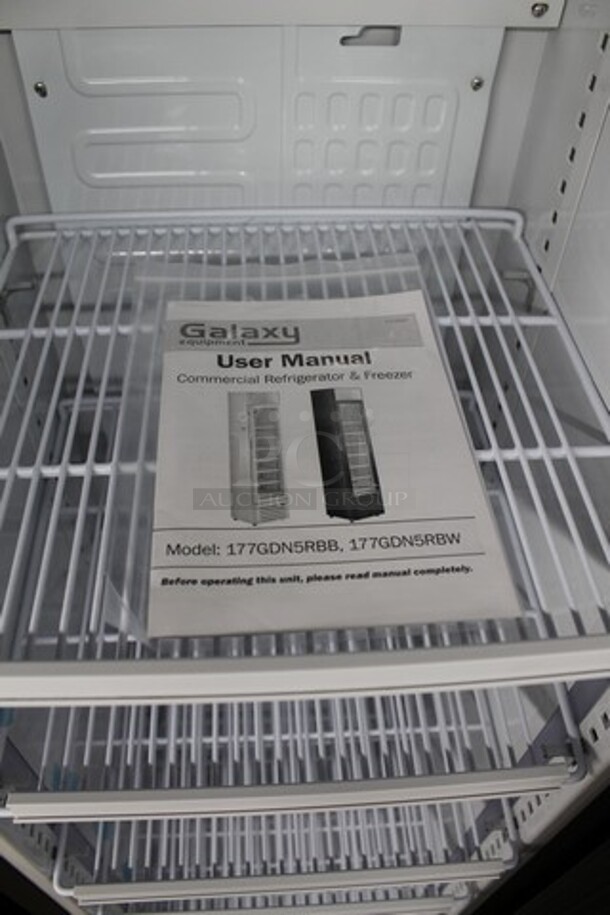 Galaxy
equipment
User Manual
Commercial Refrigerator & Freezer
AUCTION GROUP
Model: 177GDN5RBB, 177GDN5RBW
Before operating this unit, please read manual completely.